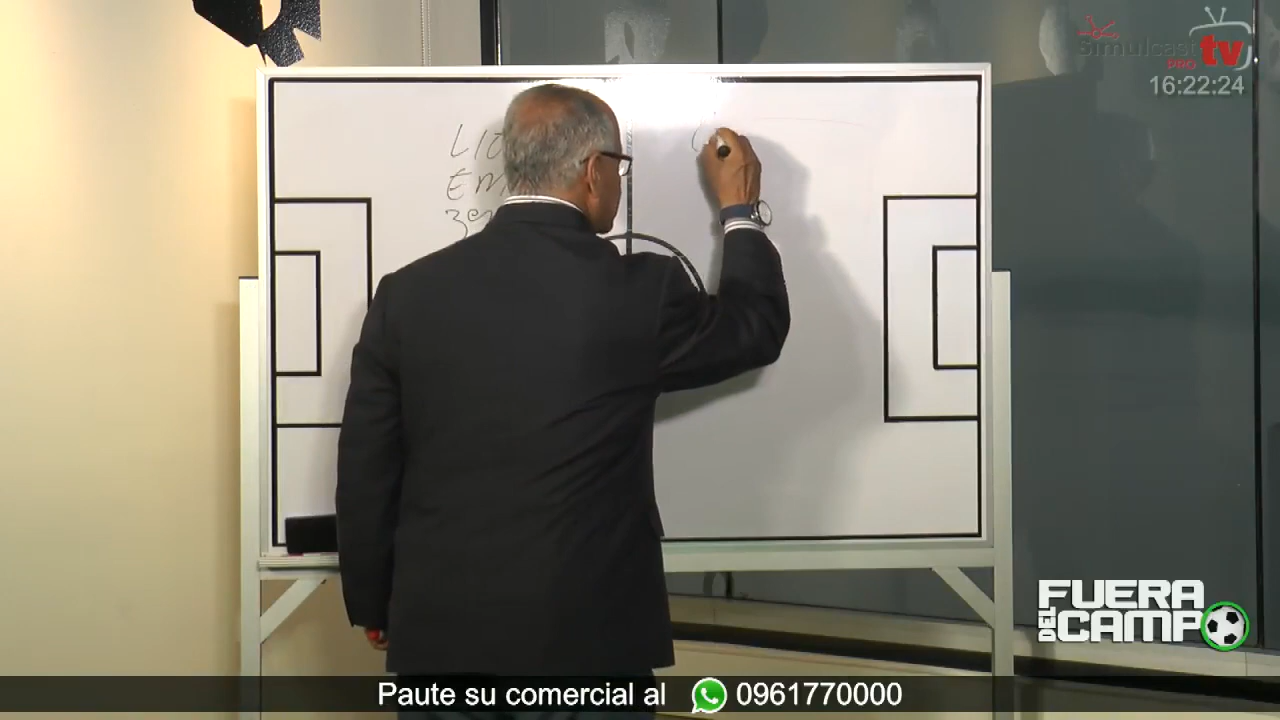 simulcast tv
PRO
16:22:24
FUERA
DEL CAMPO
Paute su comercial al 0961770000